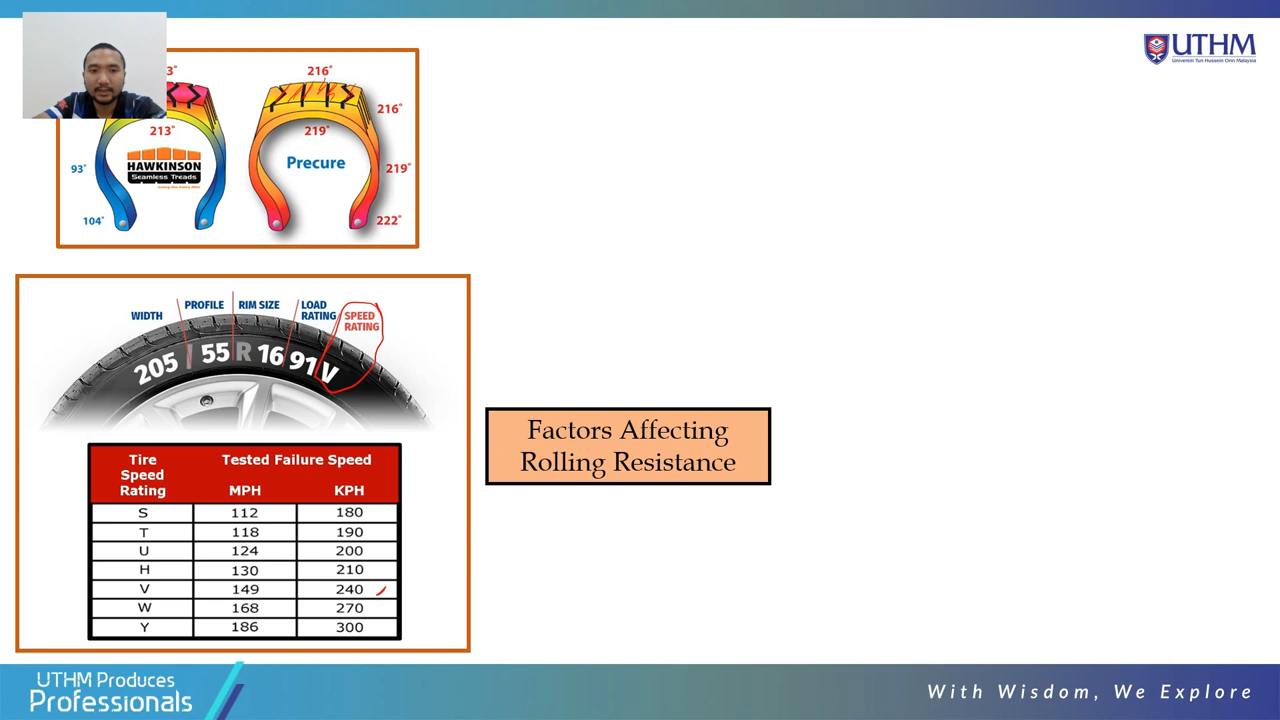 UTHM
Universiti Tun Hussein Onn Malaysia
3°
216°
216°
213°
219°
HAWKINSON
Seamless Treads
Precure
93°
219°
104°
222°
WIDTH
PROFILE
RIM SIZE
LOAD
RATING
SPEED
RATING
205 / 55 R 16 91 V
Factors Affecting
Rolling Resistance
Tire
Speed
Rating
Tested Failure Speed
MPH KPH
S 112 180
T 118 190
U 124 200
H 130 210
V 149 240
W 168 270
Y 186 300
UTHM Produces
Professionals
With Wisdom, We Explore